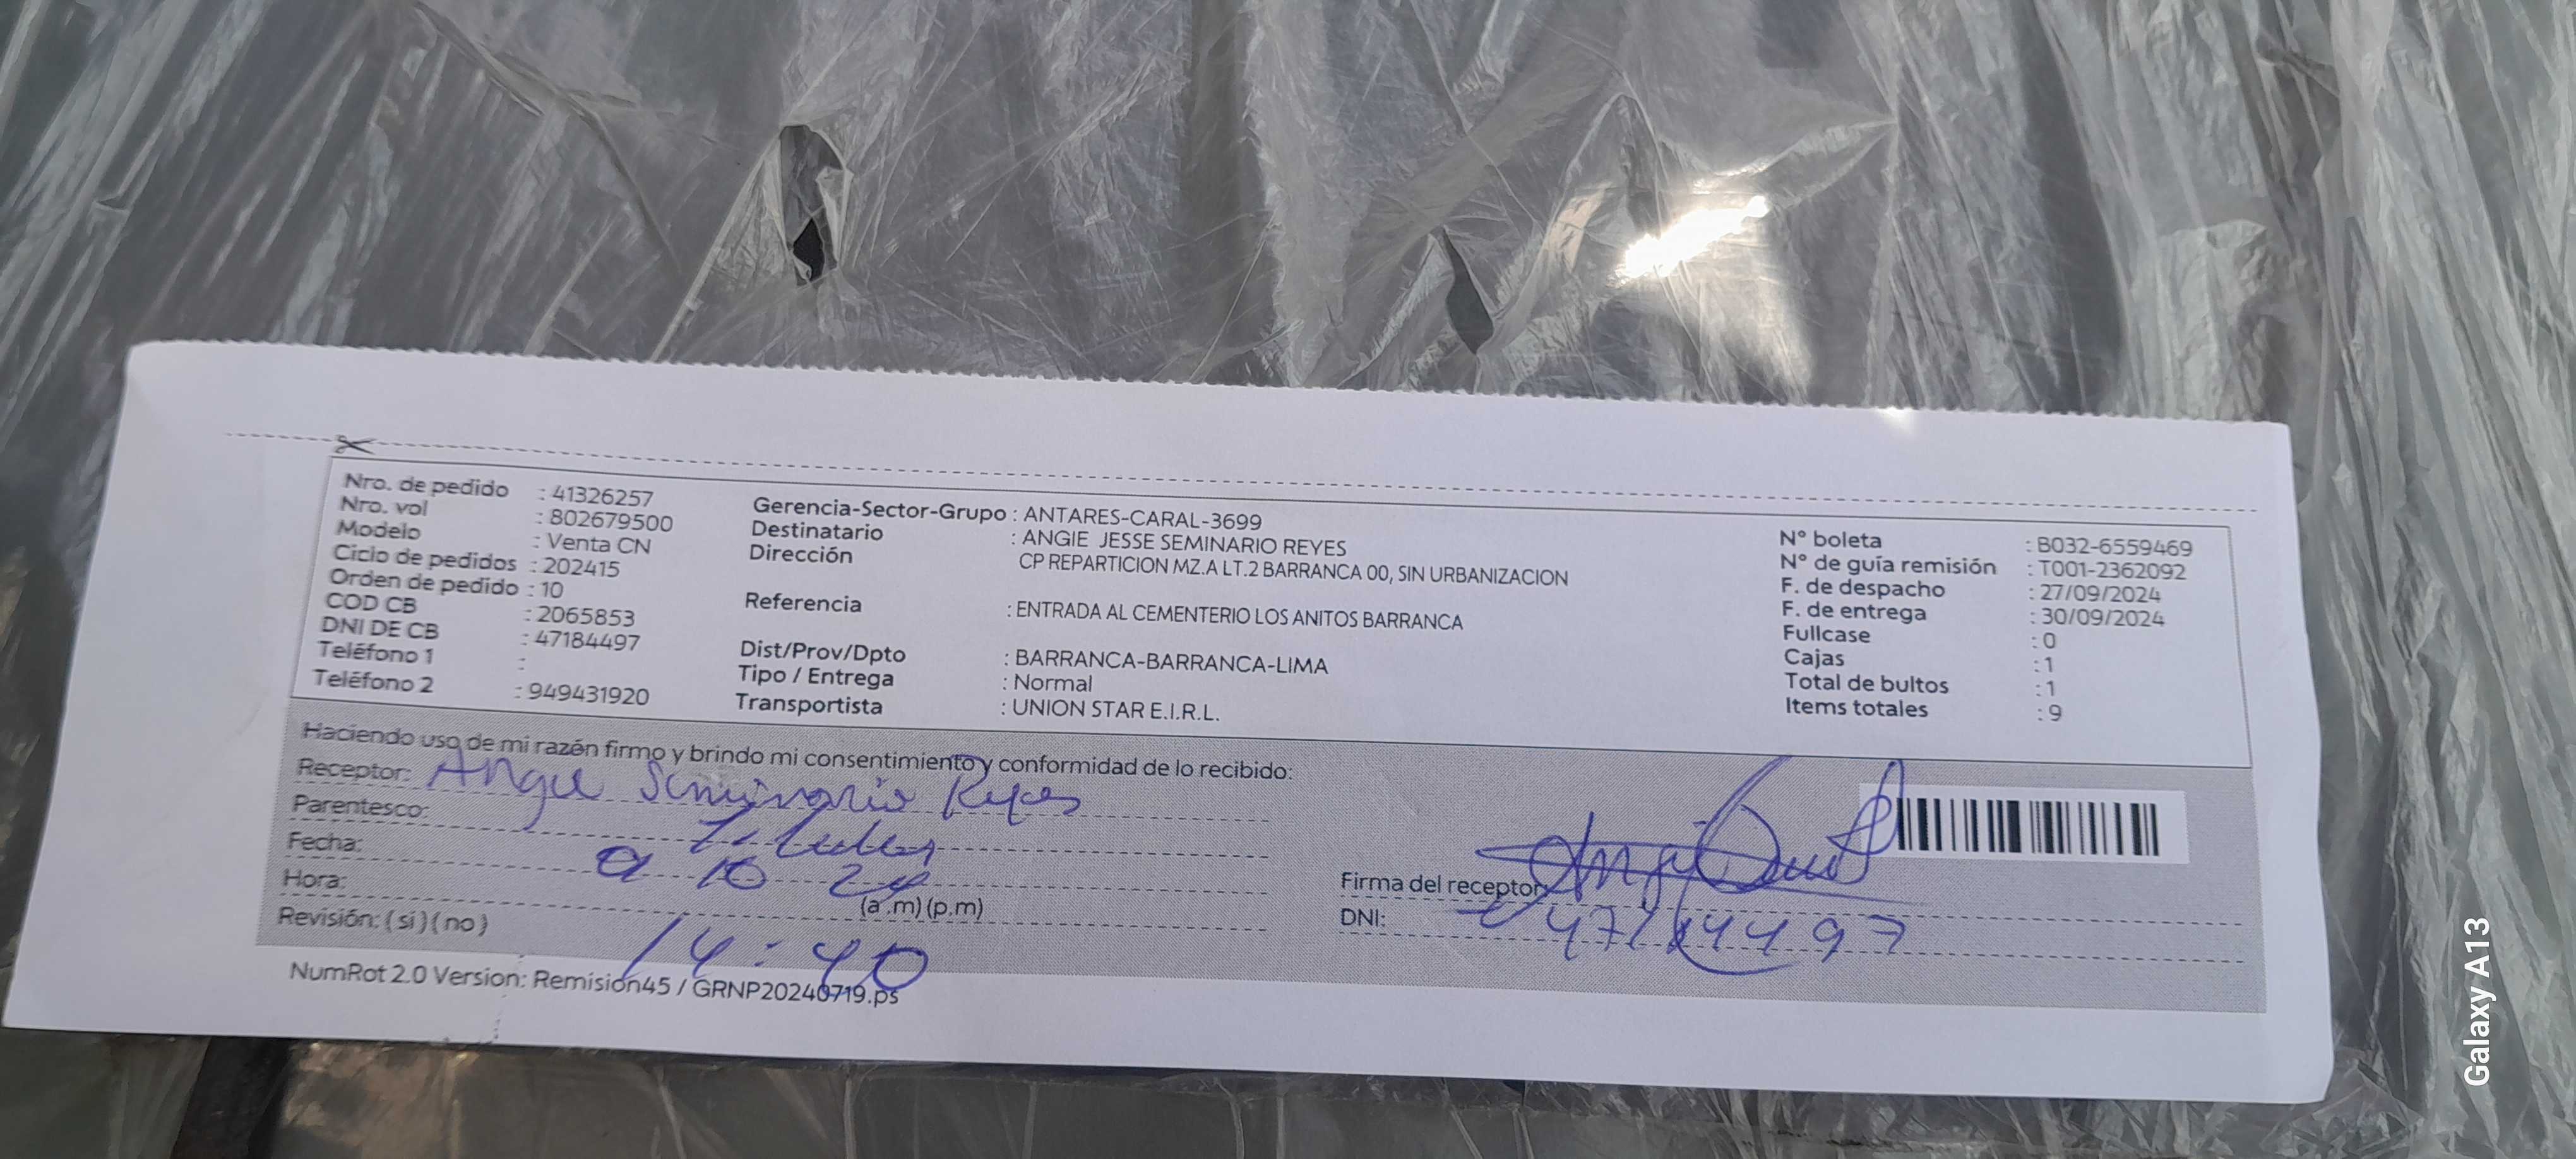 Nro. de pedido : 41326257
Nro. vol : 802679500
Modelo : Venta CN
Ciclo de pedidos : 202415
Orden de pedido : 10
COD CB : 2065853
DNI DE CB : 47184497
Teléfono 1 :
Teléfono 2 : 949431920
Gerencia-Sector-Grupo : ANTARES-CARAL-3699
Destinatario : ANGIE JESSE SEMINARIO REYES
Dirección CP REPARTICION MZ.A LT.2 BARRANCA 00, SIN URBANIZACION
Referencia : ENTRADA AL CEMENTERIO LOS ANITOS BARRANCA
Dist/Prov/Dpto : BARRANCA-BARRANCA-LIMA
Tipo / Entrega : Normal
Transportista : UNION STAR E.I.R.L.
N° boleta : B032-6559469
N° de guía remisión : T001-2362092
F. de despacho : 27/09/2024
F. de entrega : 30/09/2024
Fullcase : 0
Cajas : 1
Total de bultos : 1
Items totales : 9
Haciendo uso de mi razón firmo y brindo mi consentimiento y conformidad de lo recibido:
Receptor: Angie Seminario Reyes
Parentesco: Titular
Fecha: 10 24
Hora: (a.m) (p.m)
Revisión: ( si ) ( no ) 14:40
Firma del receptor
DNI: 47184497
NumRot 2.0 Version: Remision45 / GRNP20240719.ps
Galaxy A13